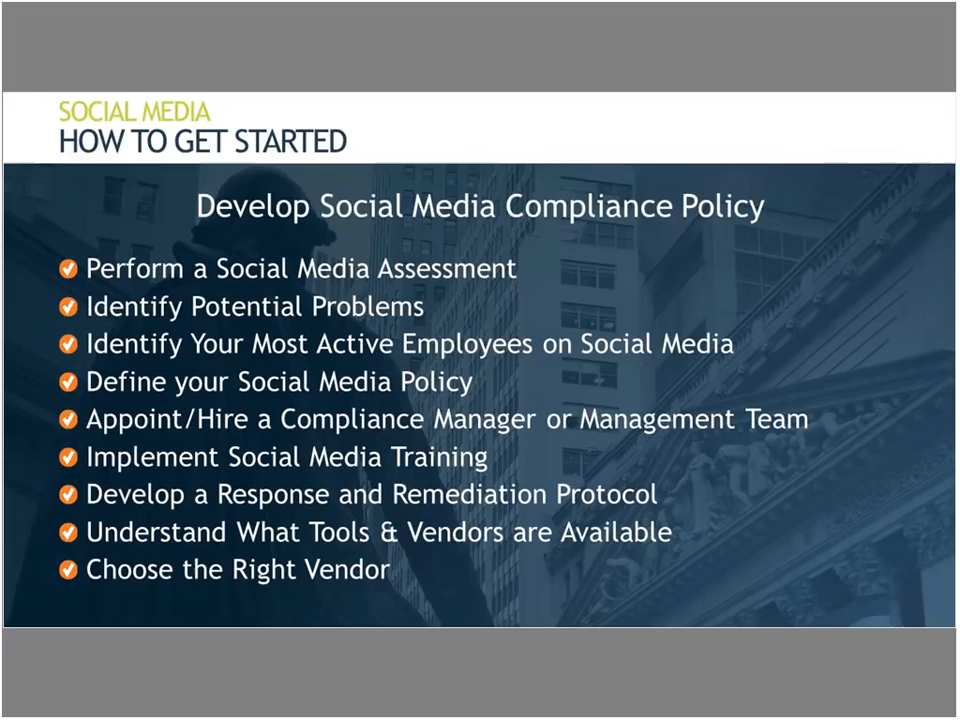 SOCIAL MEDIA
HOW TO GET STARTED
Develop Social Media Compliance Policy
Perform a Social Media Assessment
Identify Potential Problems
Identify Your Most Active Employees on Social Media
Define your Social Media Policy
Appoint/Hire a Compliance Manager or Management Team
Implement Social Media Training
Develop a Response and Remediation Protocol
Understand What Tools & Vendors are Available
Choose the Right Vendor